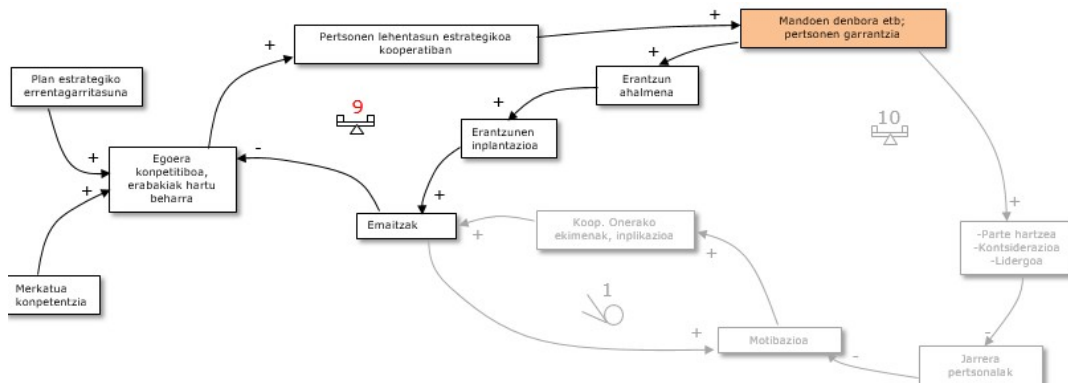 Pertsonen lehentasun estrategikoa
kooperatiban
+
Mandoen denbora etb;
pertsonen garrantzia
+
+
Plan estrategiko
errentagarritasuna
Erantzun
ahalmena
+
9
10
Erantzunen
inplantazioa
+
Egoera
konpetitiboa,
erabakiak hartu
beharra
-
+
+
Emaitzak
+
Koop. Onerako
ekimenak, inplikazioa
+
+
-Parte hartzea
-Kontsiderazioa
-Lidergoa
Merkatua
konpetentzia
1
+
Motibazioa
-
-
Jarrera
pertsonalak